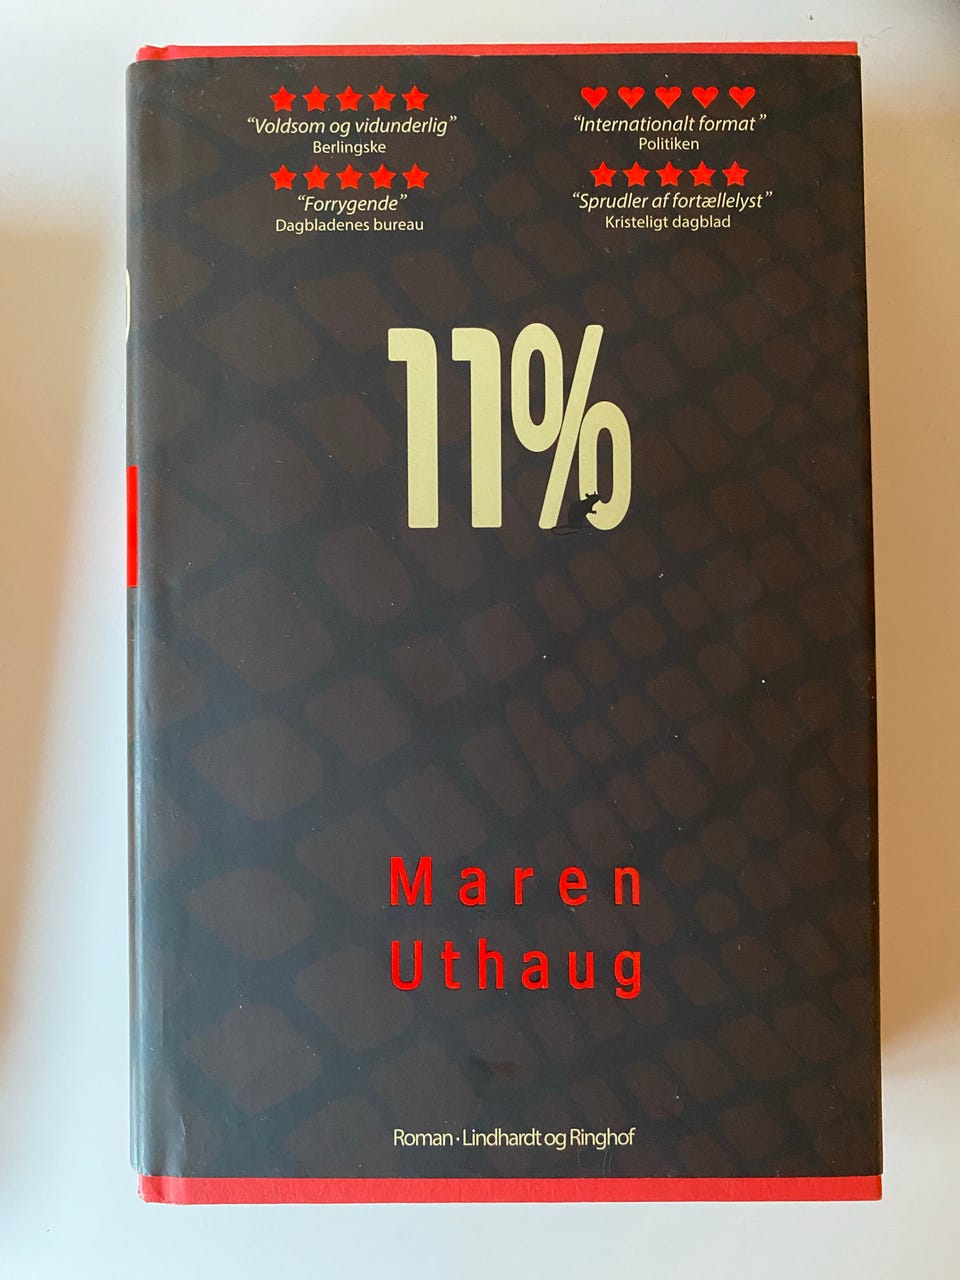 ★★★★★
“Voldsom og vidunderlig”
Berlingske
★★★★★
“Forrygende”
Dagbladenes bureau
♥♥♥♥♥
“Internationalt format”
Politiken
★★★★★
“Sprudler af fortællelyst”
Kristeligt dagblad
11%
Maren
Uthaug
Roman · Lindhardt og Ringhof